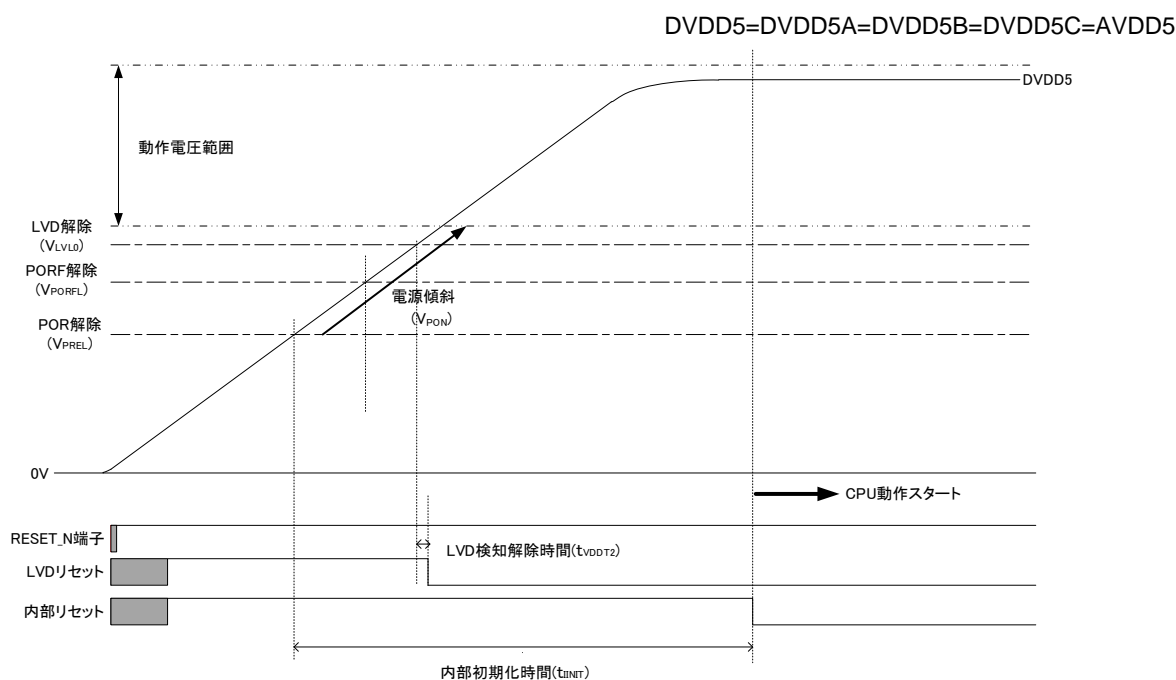 DVDD5=DVDD5A=DVDD5B=DVDD5C=AVDD5
DVDD5
動作電圧範囲
LVD解除
(VLVL0)
PORF解除
(VPORFL)
電源傾斜
(VPON)
POR解除
(VPREL)
0V
CPU動作スタート
RESET_N端子
LVD検知解除時間(tVDDT2)
LVDリセット
内部リセット
内部初期化時間(tIINIT)